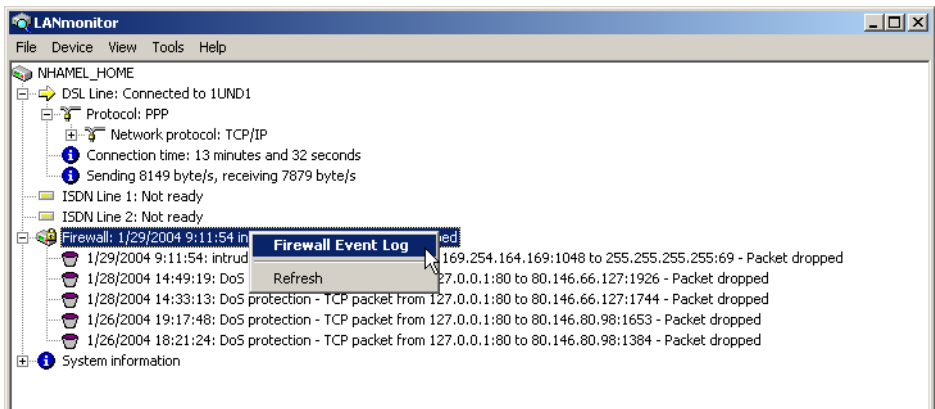 LANmonitor
File Device View Tools Help
NHAMEL_HOME
DSL Line: Connected to 1UND1
Protocol: PPP
Network protocol: TCP/IP
Connection time: 13 minutes and 32 seconds
Sending 8149 byte/s, receiving 7879 byte/s
ISDN Line 1: Not ready
ISDN Line 2: Not ready
Firewall: 1/29/2004 9:11:54
Firewall Event Log
1/29/2004 9:11:54: 169.254.164.169:1048 to 255.255.255.255:69 - Packet dropped
Refresh
1/28/2004 14:49:19: DoS 127.0.0.1:80 to 80.146.66.127:1926 - Packet dropped
1/28/2004 14:33:13: DoS protection - TCP packet from 127.0.0.1:80 to 80.146.66.127:1744 - Packet dropped
1/26/2004 19:17:48: DoS protection - TCP packet from 127.0.0.1:80 to 80.146.80.98:1653 - Packet dropped
1/26/2004 18:21:24: DoS protection - TCP packet from 127.0.0.1:80 to 80.146.80.98:1384 - Packet dropped
System information